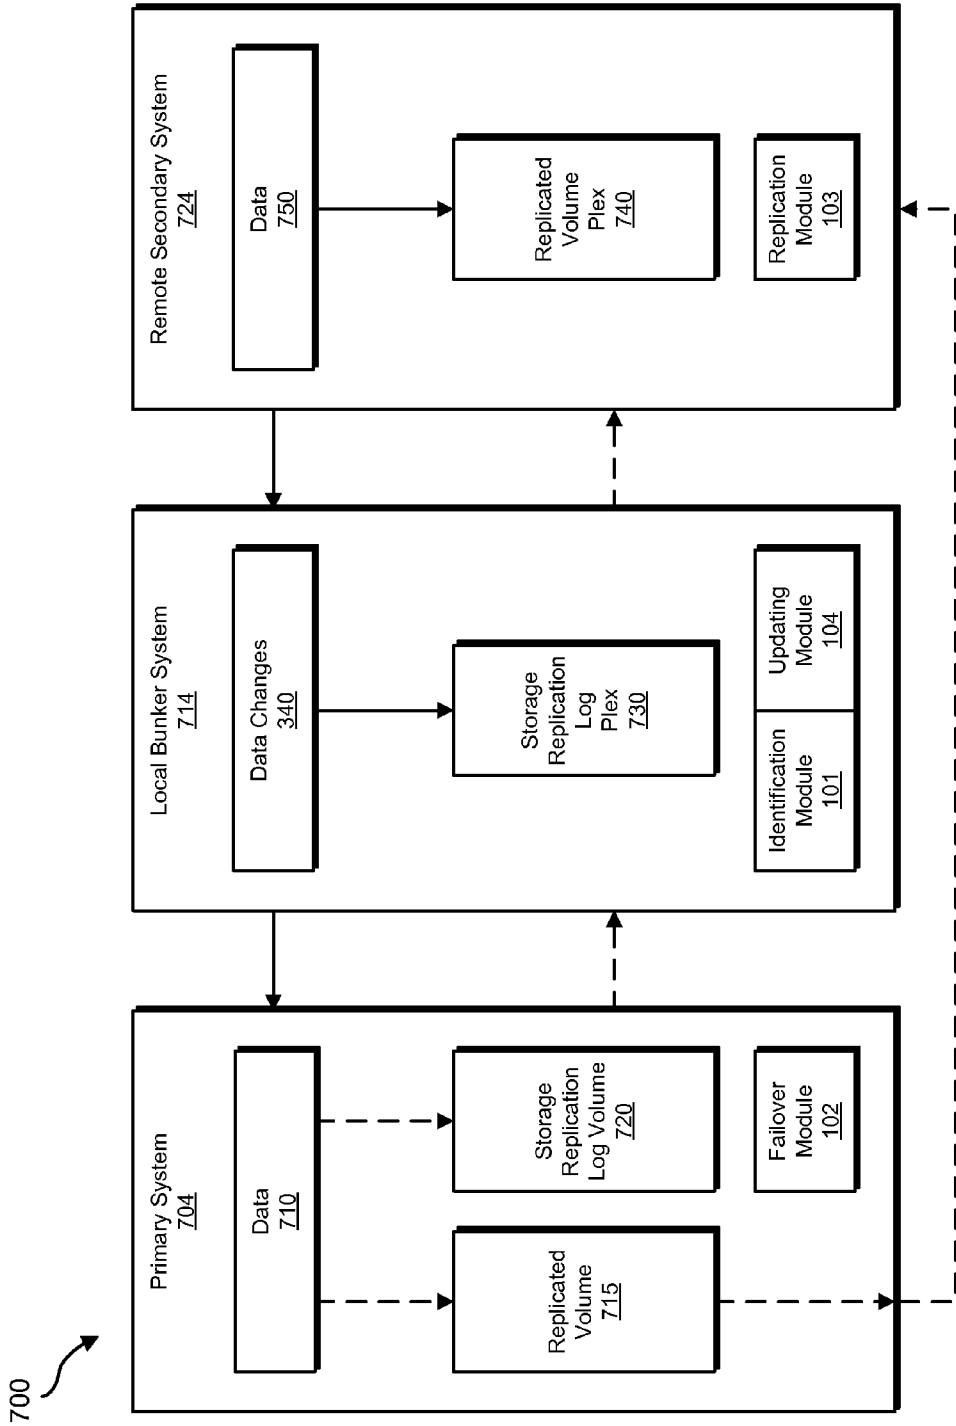 700
Primary System
704
Data
710
Replicated
Volume
715
Storage
Replication
Log Volume
720
Failover
Module
102
Local Bunker System
714
Data Changes
340
Storage
Replication
Log
Plex
730
Identification
Module
101
Updating
Module
104
Remote Secondary System
724
Data
750
Replicated
Volume
Plex
740
Replication
Module
103